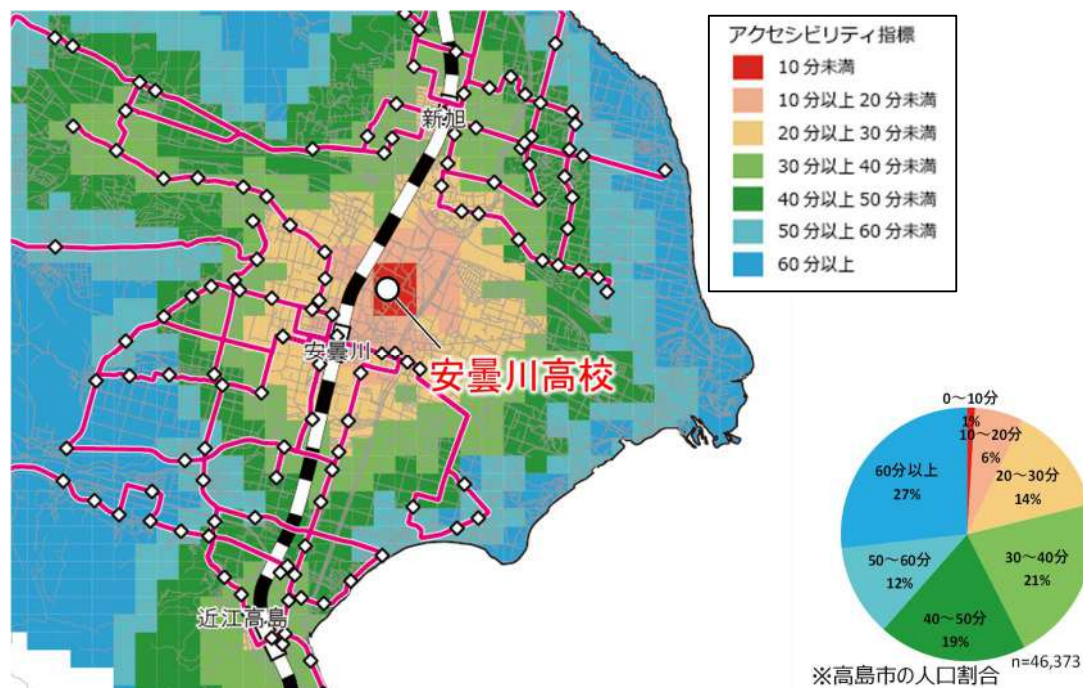 アクセシビリティ指標
10分未満
10分以上20分未満
20分以上30分未満
30分以上40分未満
40分以上50分未満
50分以上60分未満
60分以上
新旭
安曇川
安曇川高校
近江高島
0～10分
1%
10～20分
6%
20～30分
14%
30～40分
21%
40～50分
19%
50～60分
12%
60分以上
27%
n=46,373
※高島市の人口割合